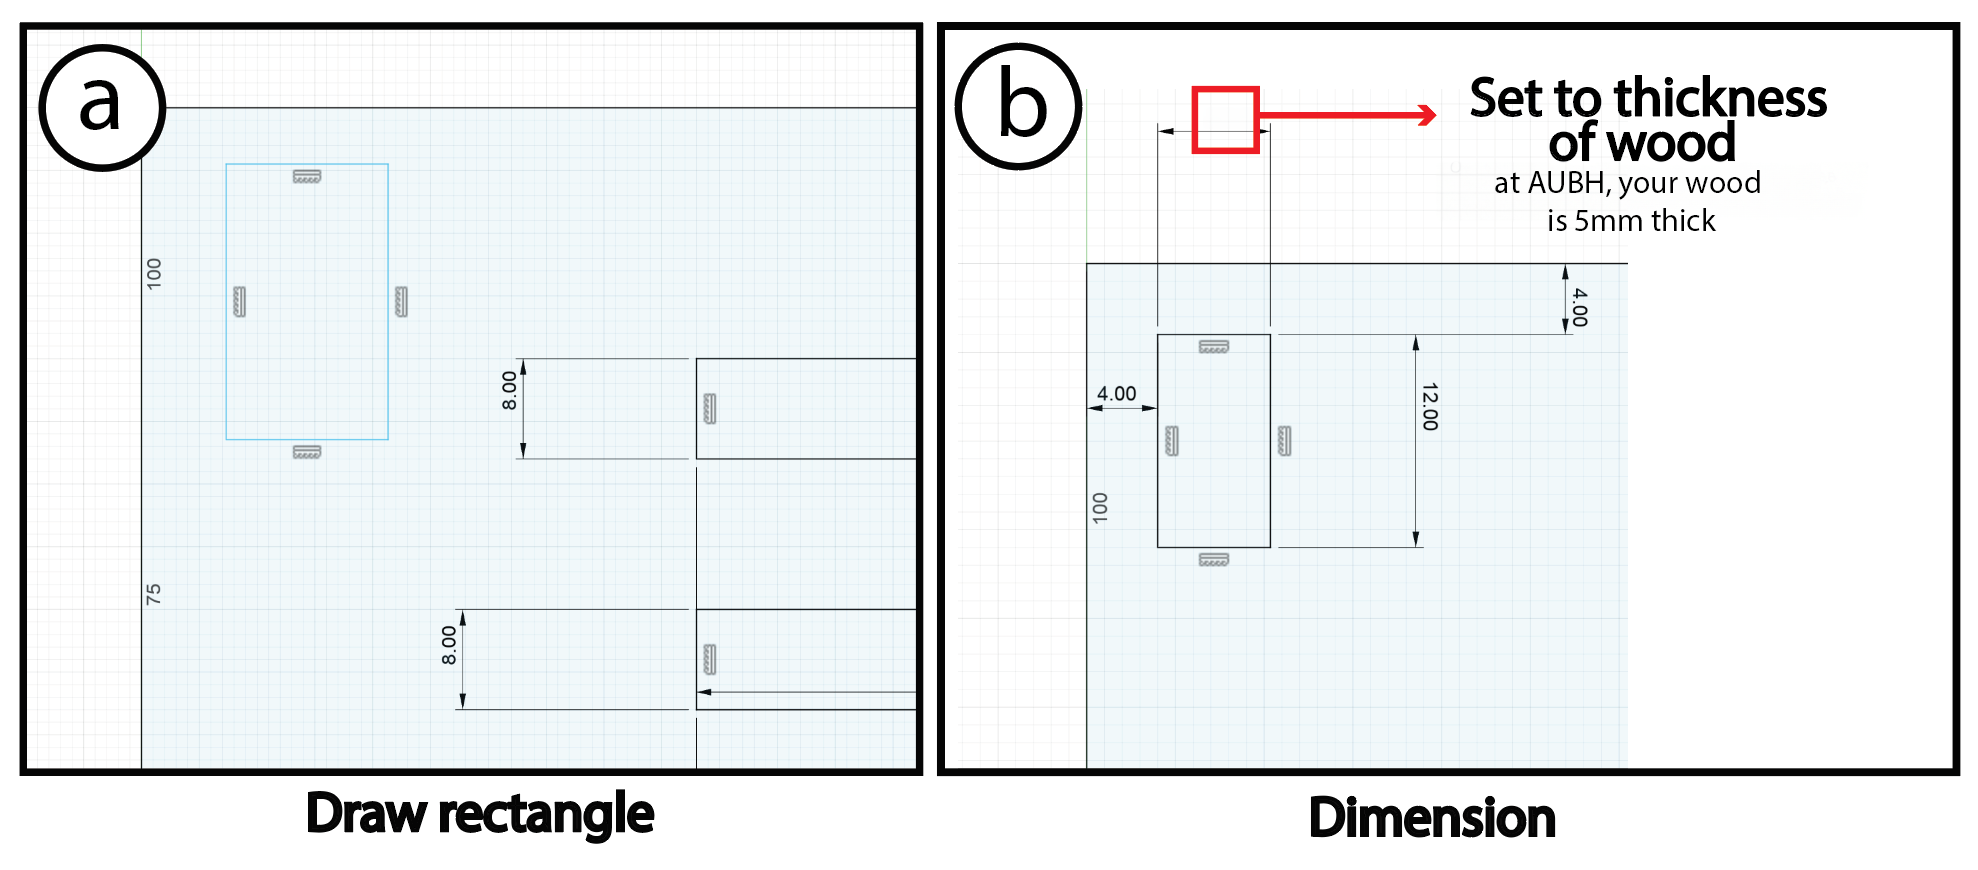 a
100
8.00
75
8.00
Draw rectangle
b
Set to thickness
of wood
at AUBH, your wood
is 5mm thick
4.00
4.00
12.00
100
Dimension